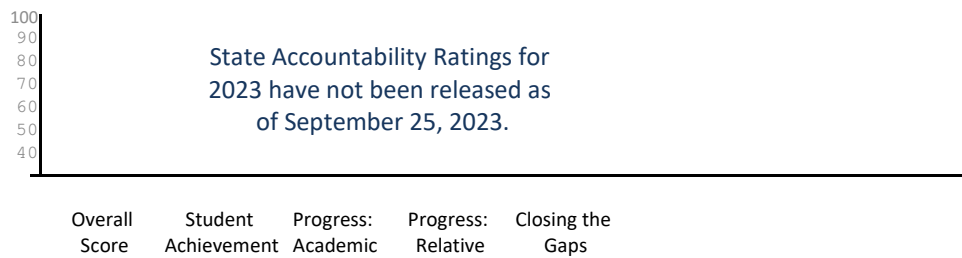 100
90
80
70
60
50
40
State Accountability Ratings for
2023 have not been released as
of September 25, 2023.
Overall Score
Student Achievement
Progress: Academic
Progress: Relative
Closing the Gaps